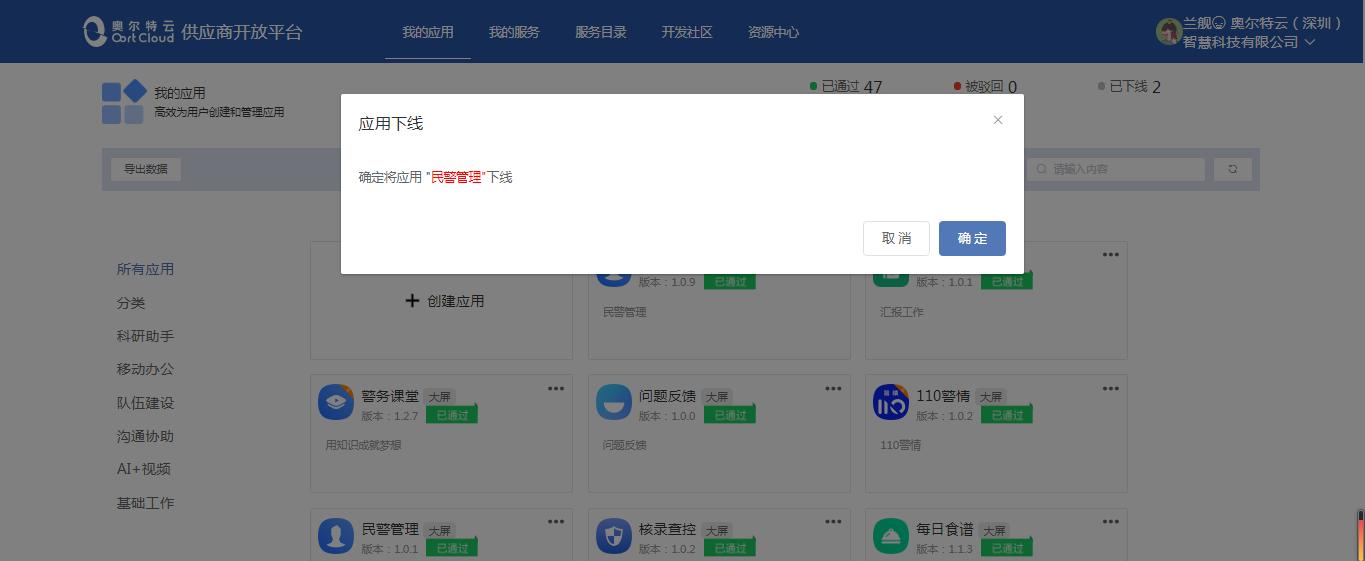 奥尔特云
OortCloud
供应商开放平台
我的应用
我的服务
服务目录
开发社区
资源中心
兰舰 奥尔特云（深圳）
智慧科技有限公司
我的应用
高效为用户创建和管理应用
已通过 47
被驳回 0
已下线 2
导出数据
请输入内容
应用下线
确定将应用 "民警管理"下线
取消
确定
所有应用
分类
科研助手
移动办公
队伍建设
沟通协助
AI+视频
基础工作
创建应用
版本：1.0.9 已通过
民警管理
版本：1.0.1 已通过
汇报工作
警务课堂 大屏
版本：1.2.7 已通过
用知识成就梦想
问题反馈 大屏
版本：1.0.0 已通过
问题反馈
110警情 大屏
版本：1.0.2 已通过
110警情
民警管理 大屏
版本：1.0.1 已通过
核录查控 大屏
版本：1.0.2 已通过
每日食谱 大屏
版本：1.1.3 已通过